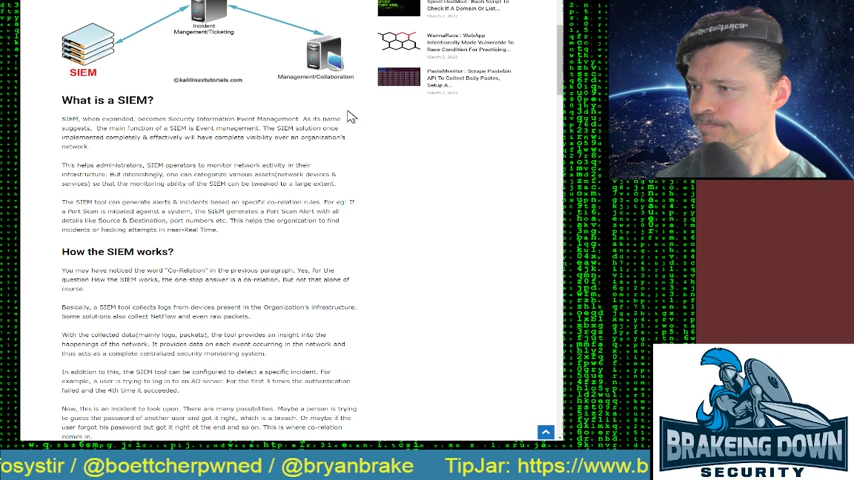 Incident
Mangement/Ticketing
SIEM
Management/Collaboration
©kalilinuxtutorials.com
What is a SIEM?
SIEM, when expanded, becomes Security Information Event Management. As its name
suggests, the main function of a SIEM is Event management. The SIEM solution once
implemented completely & effectively will have complete visibility over an organization's
network.
This helps administrators, SIEM operators to monitor network activity in their
infrastructure. But interestingly, one can categorize various assets(network devices &
services) so that the monitoring ability of the SIEM can be tweaked to a large extent.
The SIEM tool can generate alerts & incidents based on specific co-relation rules. For eg: If
a Port Scan is initiated against a system, the SIEM generates a Port Scan Alert with all
details like Source & Destination, port numbers etc. This helps the organization to find
incidents or hacking attempts in near-Real Time.
How the SIEM works?
You may have noticed the word "Co-Relation" in the previous paragraph. Yes, for the
question How the SIEM works, the one-stop answer is a co-relation. But not that alone of
course.
Basically, a SIEM tool collects logs from devices present in the Organization's infrastructure.
Some solutions also collect NetFlow and even raw packets.
With the collected data(mainly logs, packets), the tool provides an insight into the
happenings of the network. It provides data on each event occurring in the network and
thus acts as a complete centralized security monitoring system.
In addition to this, the SIEM tool can be configured to detect a specific incident. For
example, a user is trying to log in to an AD server. For the first 3 times the authentication
failed and the 4th time it succeeded.
Now, this is an incident to look upon. There are many possibilities. Maybe a person is trying
to guess the password of another user and got it right, which is a breach. Or maybe if the
user forgot his password but got it right at the end and so on. This is where co-relation
comes in.
Check If A Domain Or List...
March 2, 2022
WannaRace : WebApp
Intentionally Made Vulnerable To
Race Condition For Practicing...
March 2, 2022
PasteMonitor : Scrape Pastebin
API To Collect Daily Pastes,
Setup A...
March 2, 2022
BRAKEING DOWN
SECURITY
fosystir / @boettcherpwned / @bryanbrake TipJar: https://www.b